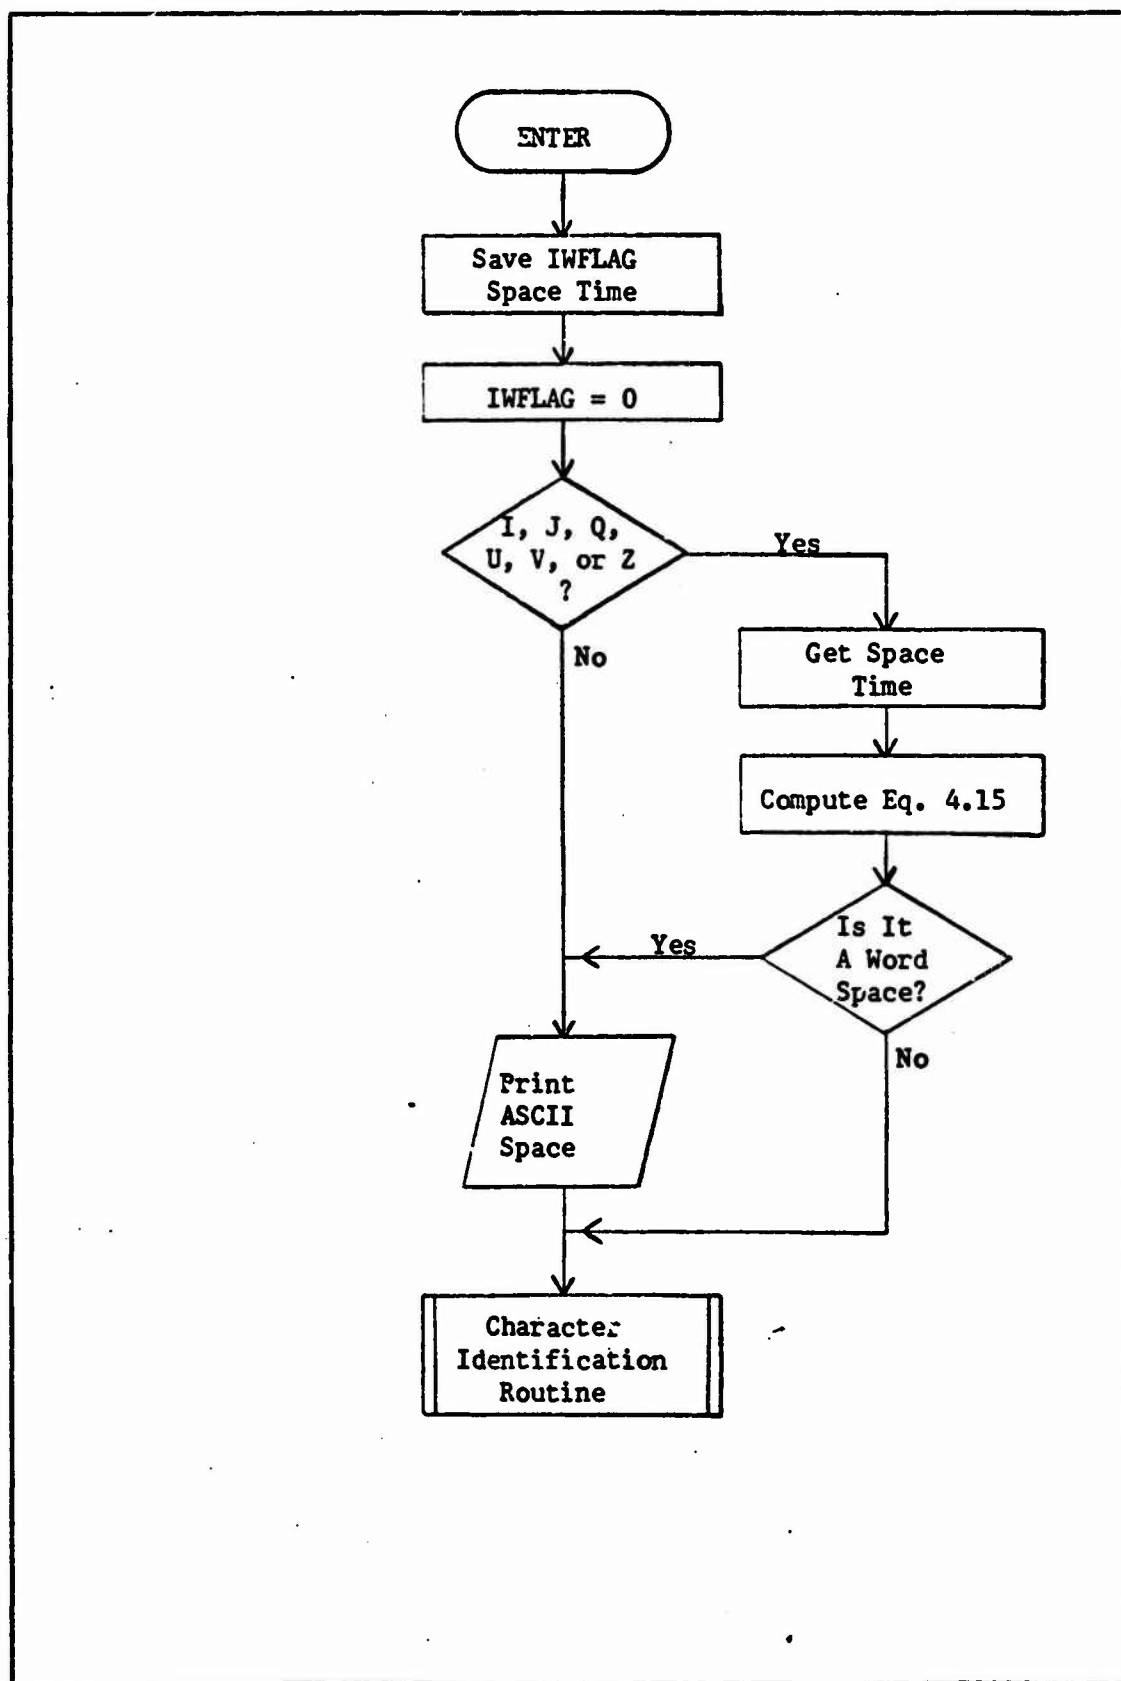 ENTER
Save IWFLAG
Space Time
IWFLAG = 0
I, J, Q,
U, V, or Z
?
Yes
No
Get Space
Time
Compute Eq. 4.15
Is It
A Word
Space?
Yes
No
Print
ASCII
Space
Character
Identification
Routine